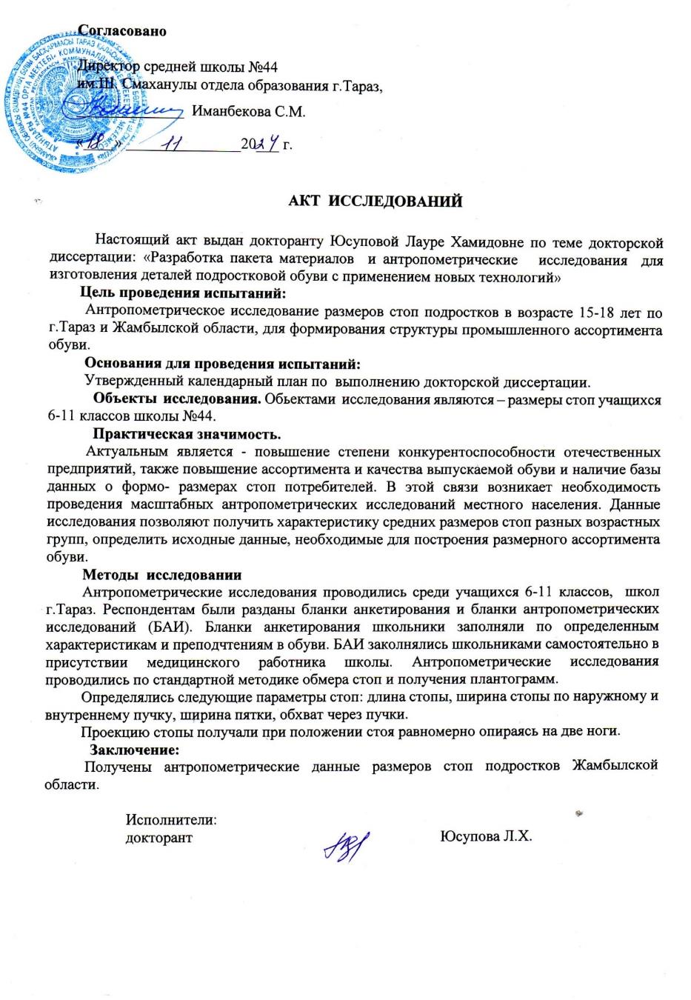 Согласовано
Директор средней школы №44
им.Ш. Смаханулы отдела образования г.Тараз,
Иманбекова С.М.
«18» 11 2024 г.
АКТ ИССЛЕДОВАНИЙ
Настоящий акт выдан докторанту Юсуповой Лауре Хамидовне по теме докторской
диссертации: «Разработка пакета материалов и антропометрические исследования для
изготовления деталей подростковой обуви с применением новых технологий»
Цель проведения испытаний:
Антропометрическое исследование размеров стоп подростков в возрасте 15-18 лет по
г.Тараз и Жамбылской области, для формирования структуры промышленного ассортимента
обуви.
Основания для проведения испытаний:
Утвержденный календарный план по выполнению докторской диссертации.
Объекты исследования. Обьектами исследования являются – размеры стоп учащихся
6-11 классов школы №44.
Практическая значимость.
Актуальным является - повышение степени конкурентоспособности отечественных
предприятий, также повышение ассортимента и качества выпускаемой обуви и наличие базы
данных о формо- размерах стоп потребителей. В этой связи возникает необходимость
проведения масштабных антропометрических исследований местного населения. Данные
исследования позволяют получить характеристику средних размеров стоп разных возрастных
групп, определить исходные данные, необходимые для построения размерного ассортимента
обуви.
Методы исследовании
Антропометрические исследования проводились среди учащихся 6-11 классов, школ
г.Тараз. Респондентам были разданы бланки анкетирования и бланки антропометрических
исследований (БАИ). Бланки анкетирования школьники заполняли по определенным
характеристикам и преподчтениям в обуви. БАИ заколнялись школьниками самостоятельно в
присутствии медицинского работника школы. Антропометрические исследования
проводились по стандартной методике обмера стоп и получения плантограмм.
Определялись следующие параметры стоп: длина стопы, ширина стопы по наружному и
внутреннему пучку, ширина пятки, обхват через пучки.
Проекцию стопы получали при положении стоя равномерно опираясь на две ноги.
Заключение:
Получены антропометрические данные размеров стоп подростков Жамбылской
области.
Исполнители:
докторант Юсупова Л.Х.